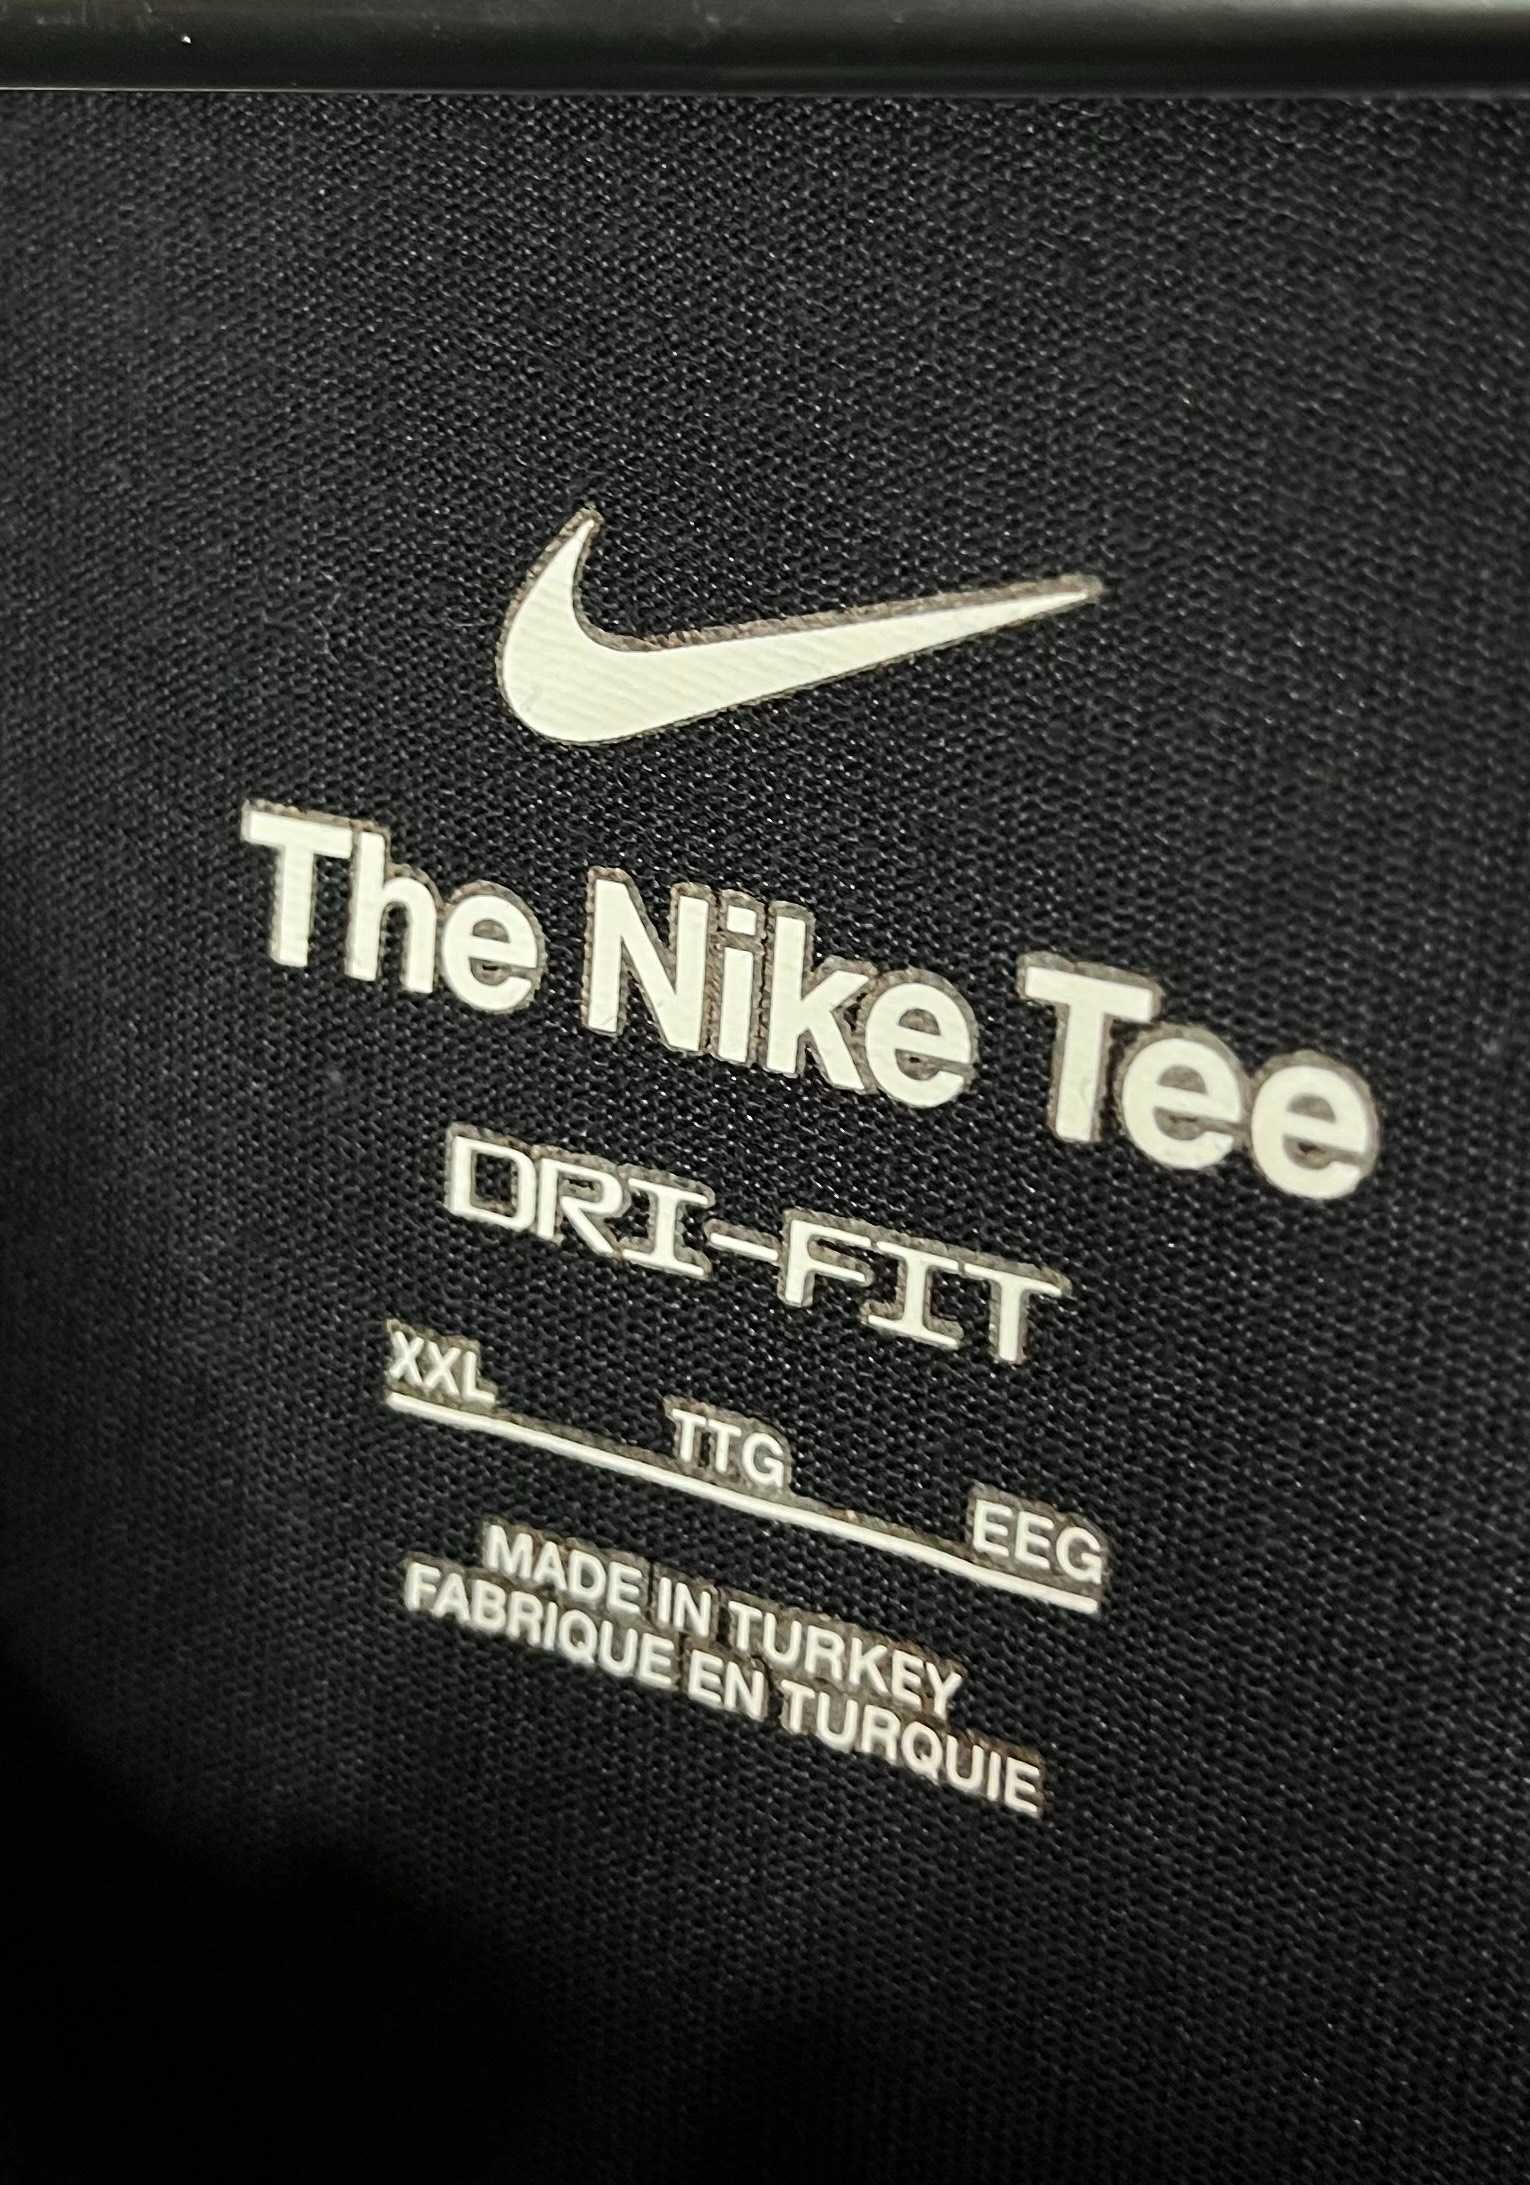 The Nike Tee
DRI-FIT
XXL TTG EEG
MADE IN TURKEY
FABRIQUE EN TURQUIE